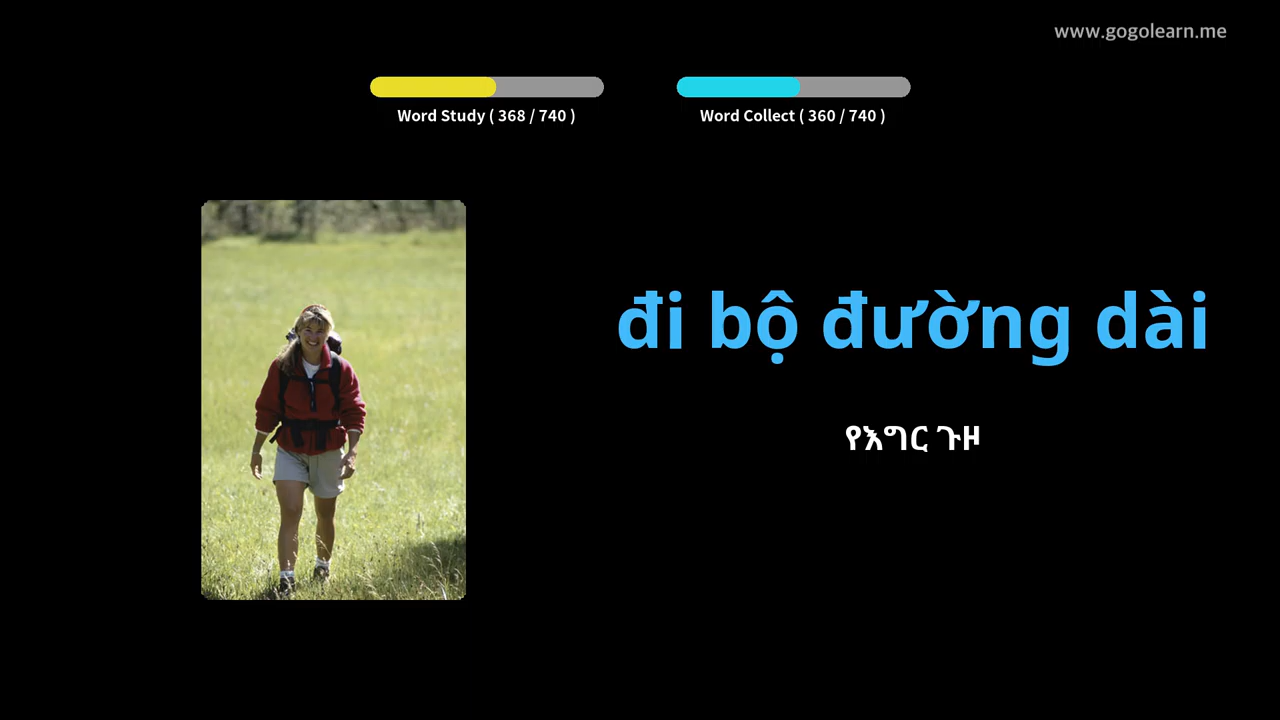 www.gogolearn.me
Word Study ( 368 / 740 )
Word Collect ( 360 / 740 )
đi bộ đường dài
የእግር ጉዞ